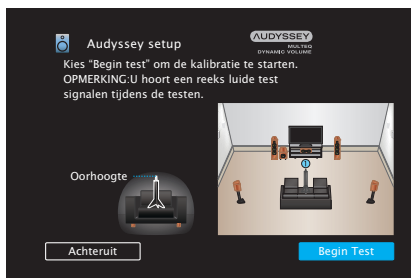 Audyssey setup
AUDYSSEY
MULTEQ
DYNAMIC VOLUME
Kies “Begin test” om de kalibratie te starten.
OPMERKING:U hoort een reeks luide test
signalen tijdens de testen.
Oorhoogte
1
Achteruit
Begin Test